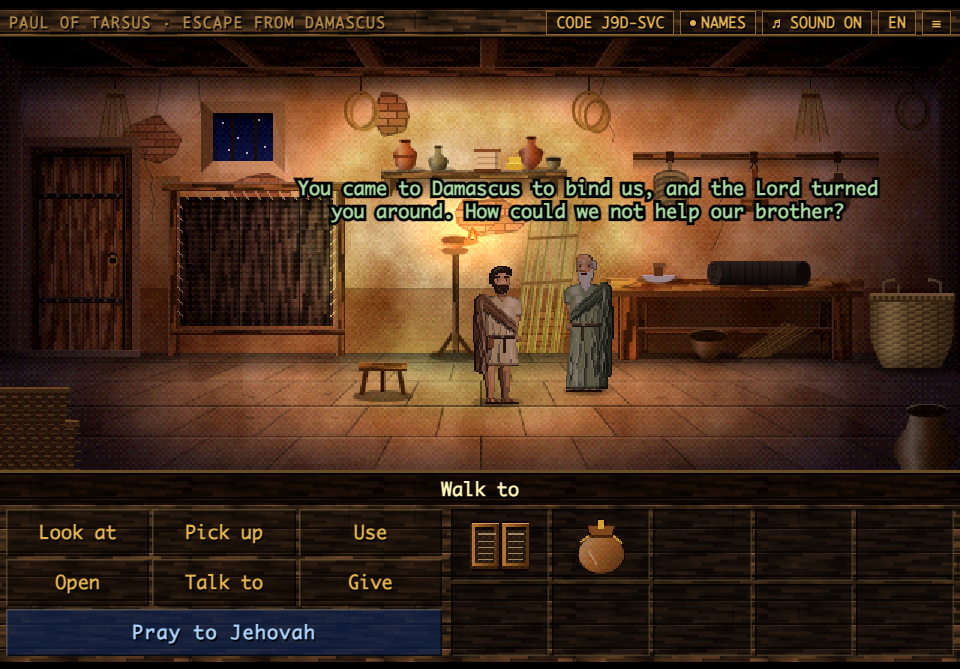 PAUL OF TARSUS · ESCAPE FROM DAMASCUS
CODE J9D-SVC
• NAMES
♬ SOUND ON
EN
≡
You came to Damascus to bind us, and the Lord turned
you around. How could we not help our brother?
Walk to
Look at
Pick up
Use
Open
Talk to
Give
Pray to Jehovah